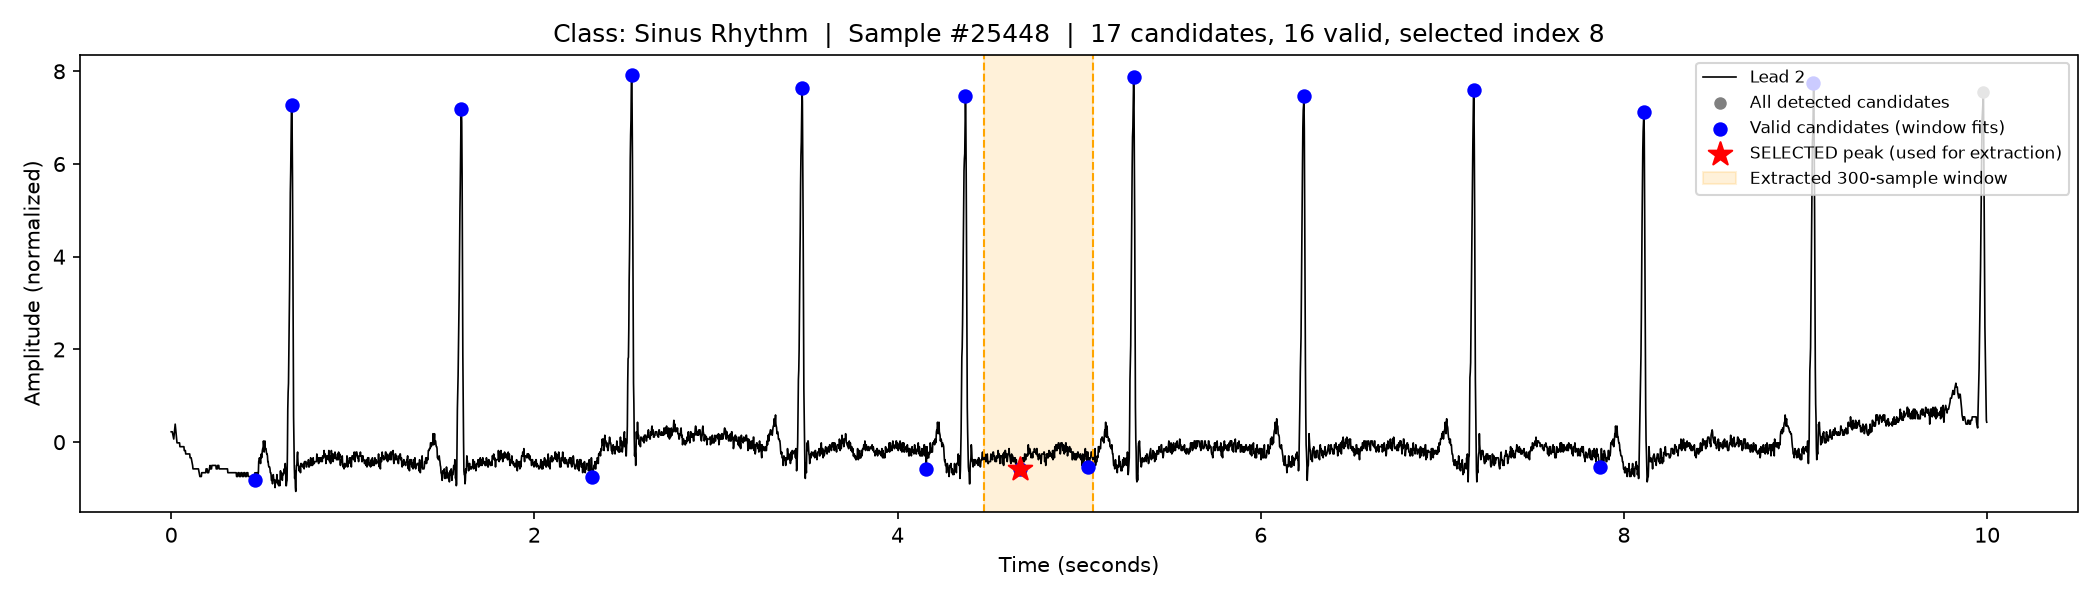 Class: Sinus Rhythm | Sample #25448 | 17 candidates, 16 valid, selected index 8
Amplitude (normalized)
8
6
4
2
0
Lead 2
All detected candidates
Valid candidates (window fits)
SELECTED peak (used for extraction)
Extracted 300-sample window
0 2 4 6 8 10
Time (seconds)